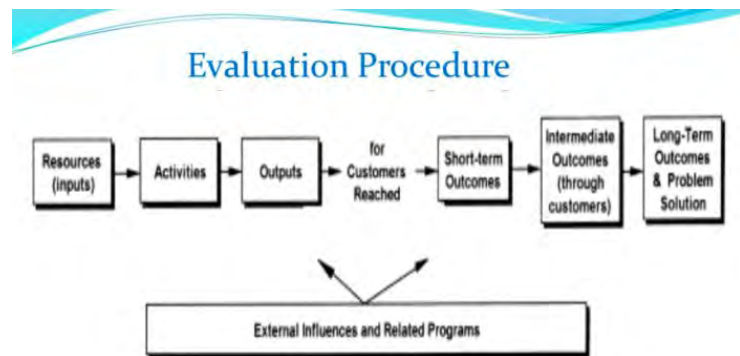 Evaluation Procedure
Resources
(inputs)
Activities
Outputs
for
Customers
Reached
Short-term
Outcomes
Intermediate
Outcomes
(through
customers)
Long-Term
Outcomes
& Problem
Solution
External Influences and Related Programs